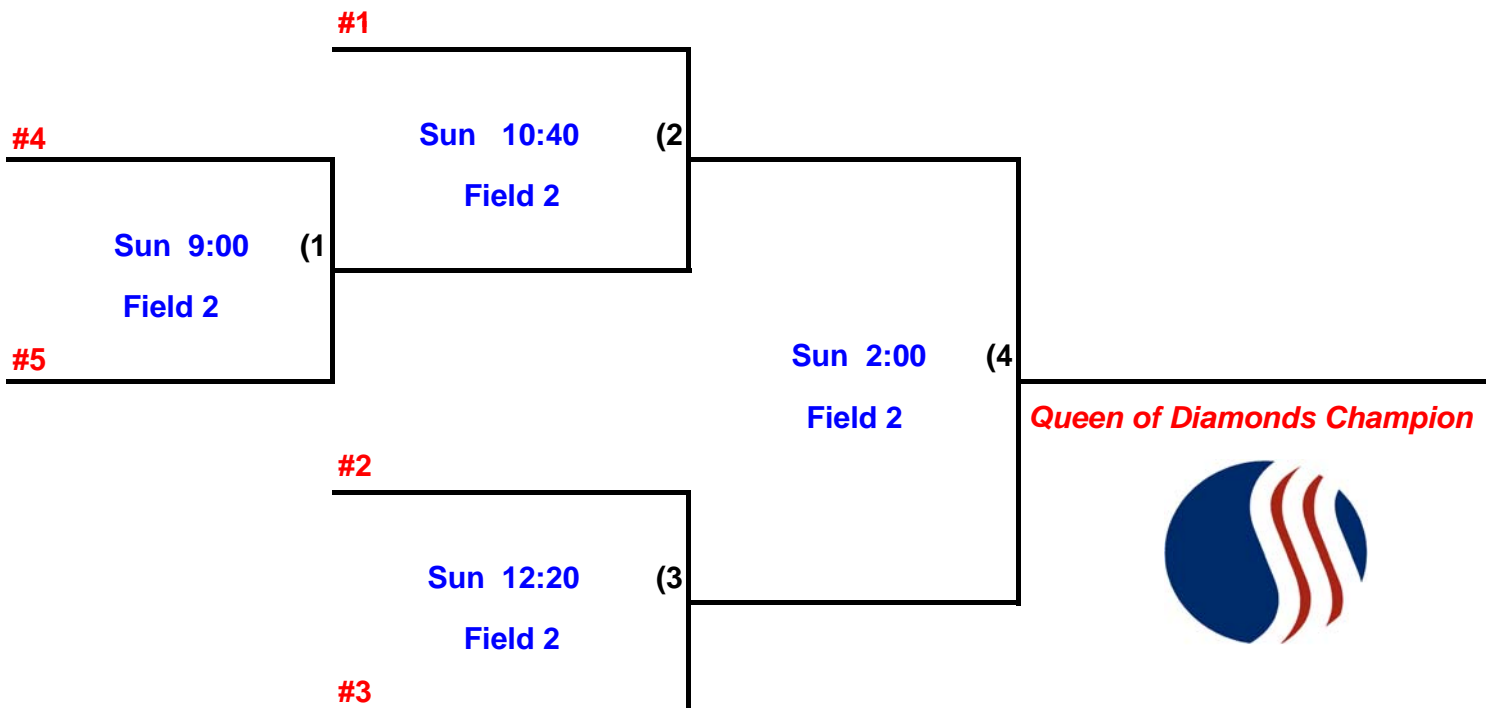 #1
#4
Sun 10:40 (2
Field 2
Sun 9:00 (1
Field 2
#5
Sun 2:00 (4
Field 2
Queen of Diamonds Champion
#2
Sun 12:20 (3
Field 2
#3